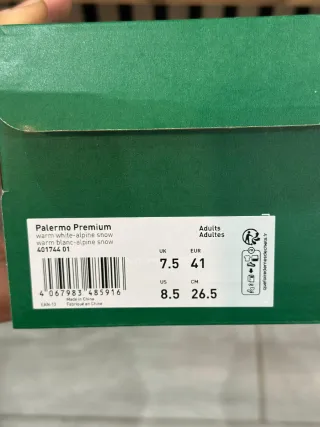 Palermo Premium
warm white-alpine snow
warm blanc-alpine snow
401744 01
Adults
Adultes
UK EUR
7.5 41
US CM
8.5 26.5
4 067983 485916
Made in China
Fabriqué en Chine